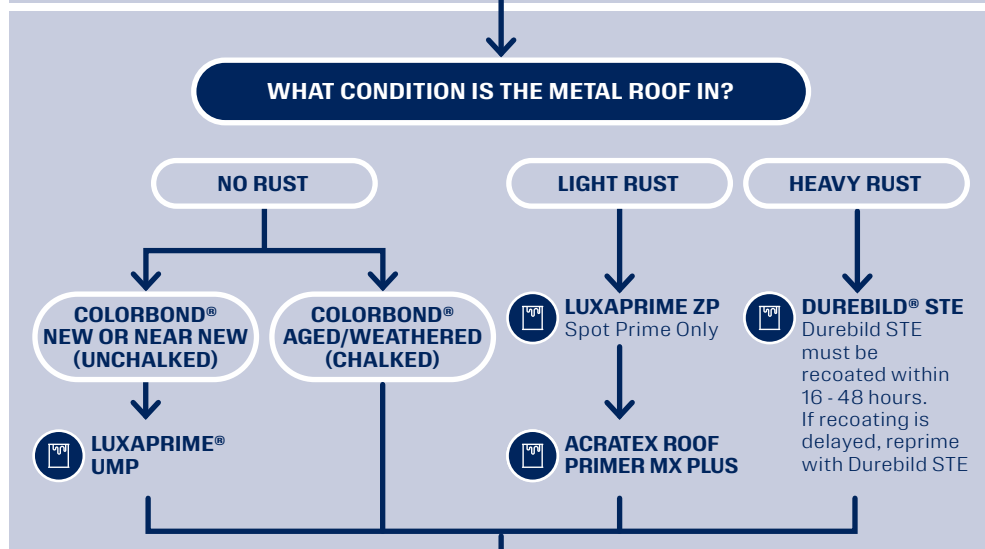 WHAT CONDITION IS THE METAL ROOF IN?
NO RUST
LIGHT RUST
HEAVY RUST
COLORBOND®
NEW OR NEAR NEW
(UNCHALKED)
COLORBOND®
AGED/WEATHERED
(CHALKED)
LUXAPRIME ZP
Spot Prime Only
DUREBILD® STE
Durebild STE
must be
recoated within
16 - 48 hours.
If recoating is
delayed, reprime
with Durebild STE
LUXAPRIME®
UMP
ACRATEX ROOF
PRIMER MX PLUS